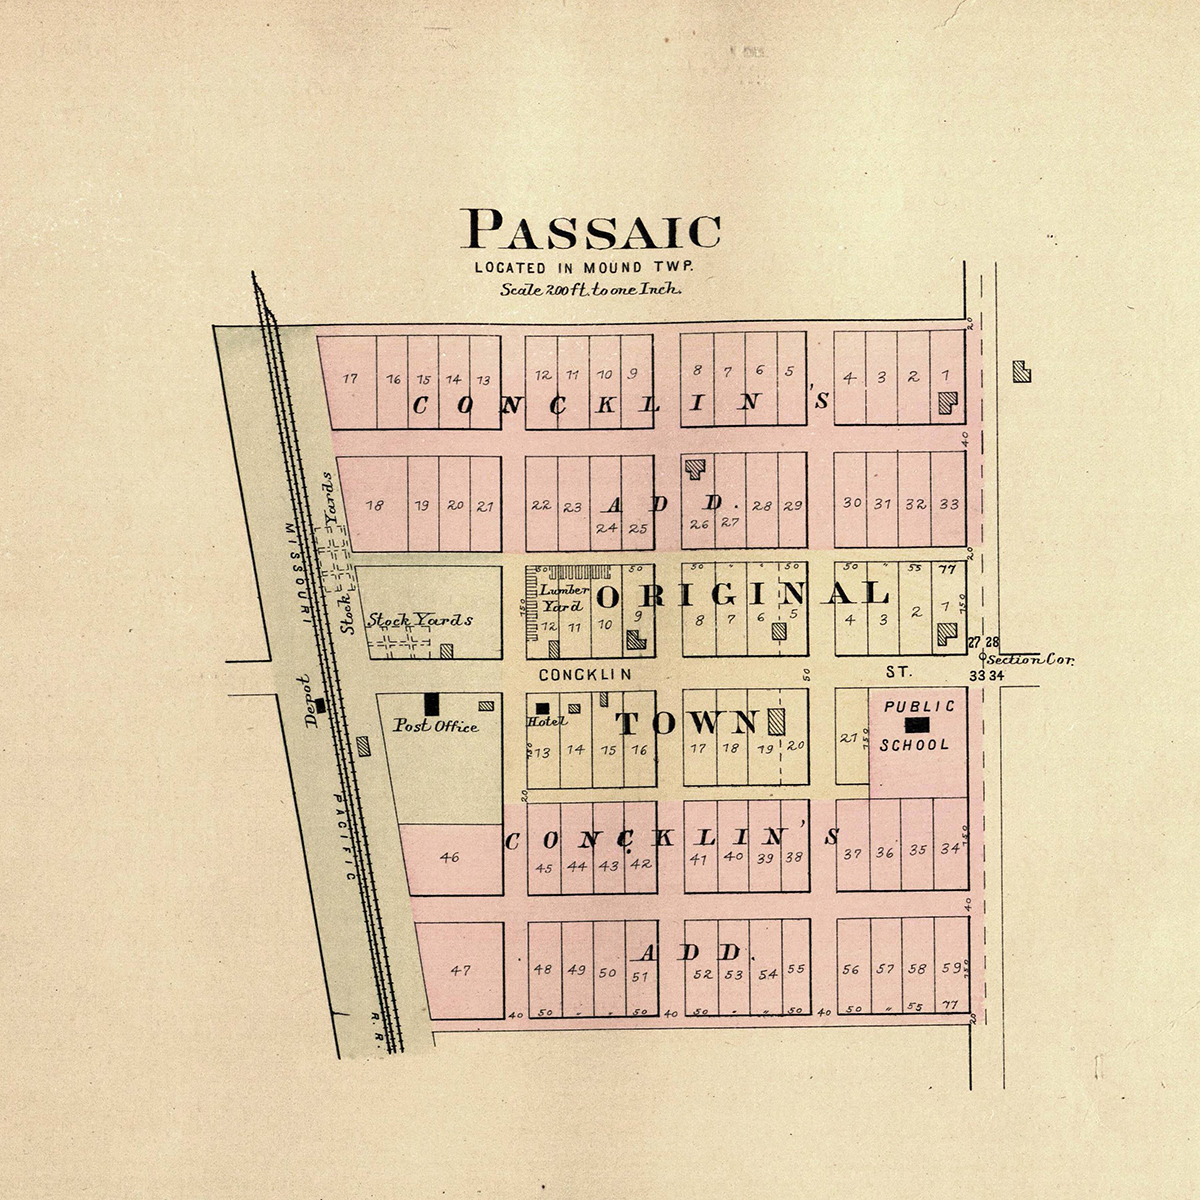 PASSAIC
LOCATED IN MOUND TWP.
Scale 200 ft. to one Inch.
20
17 16 15 14 13 12 11 10 9 8 7 6 5 4 3 2 1
CONCKLIN'S
40
18 19 20 21 22 23 24 25 26 27 28 29 30 31 32 33
ADD.
20
50 50 50 " " 50 50 " 55 77
Stock Yards
MISSOURI
Lumber
Yard
150
ORIGINAL
12 11 10 9 8 7 6 5 4 3 2 1
150
Stock Yards
27 28
Section Cor.
33 34
CONCKLIN ST.
50
Depot
Post Office
Hotel
TOWN
PUBLIC
SCHOOL
150 13 14 15 16 17 18 19 20 21 150
20
PACIFIC
CONCKLIN'S
46 45 44 43 42 41 40 39 38 37 36 35 34
150
40
ADD.
47 48 49 50 51 52 53 54 55 56 57 58 59
150
40 50 " " 50 40 50 " " 50 40 50 " 55 77
20
R.R.